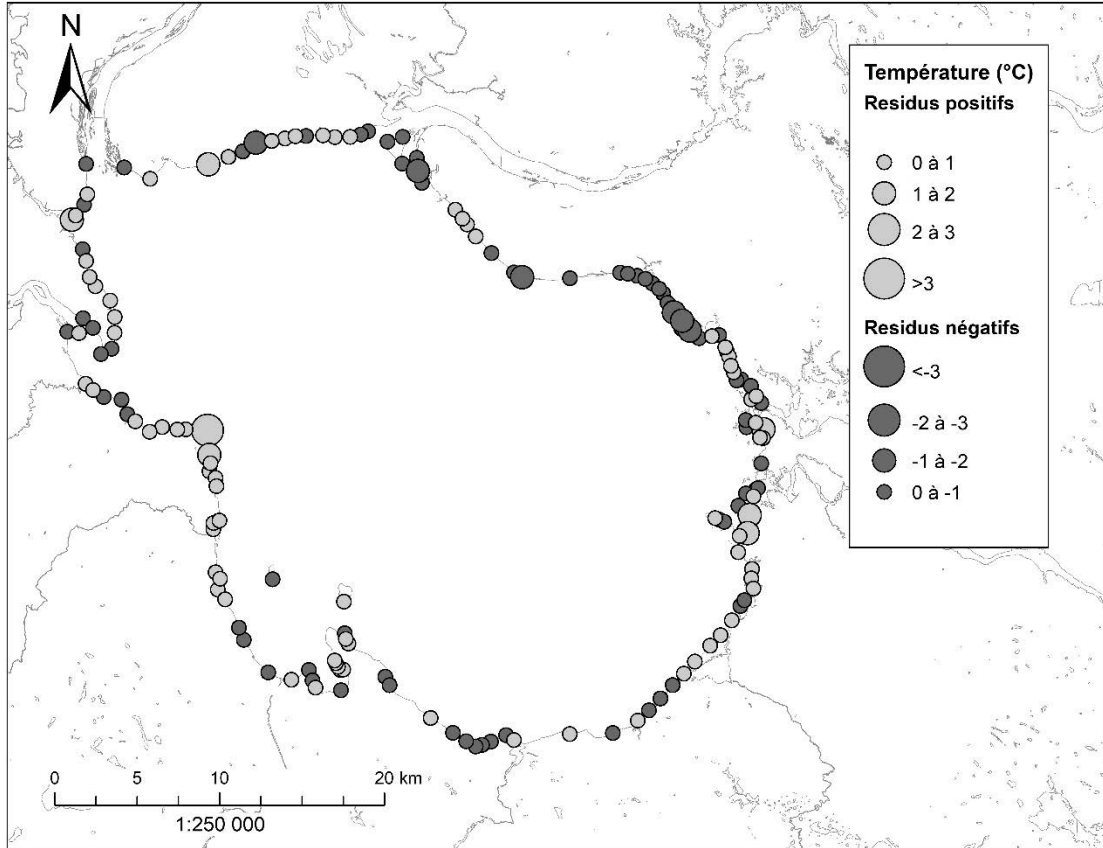 N
Température (°C)
Residus positifs
0 à 1
1 à 2
2 à 3
>3
Residus négatifs
<-3
-2 à -3
-1 à -2
0 à -1
0 5 10 20 km
1:250 000